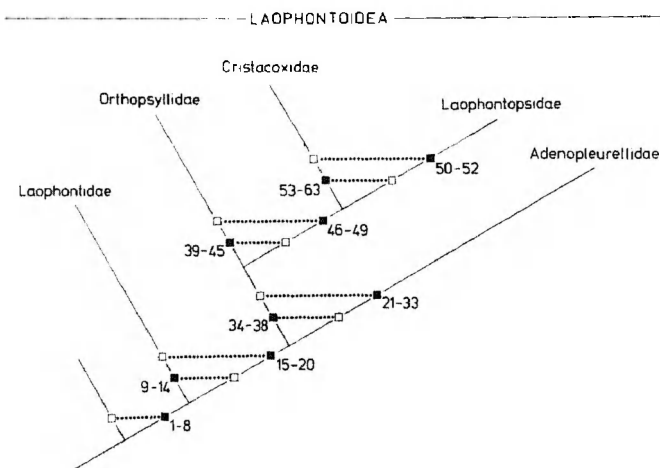 LAOPHONTOIDEA
Cristacoxidae
Orthopsyllidae
Laophontopsidae
Adenopleurellidae
Laophontidae
50-52
53-63
46-49
39-45
21-33
34-38
15-20
9-14
1-8